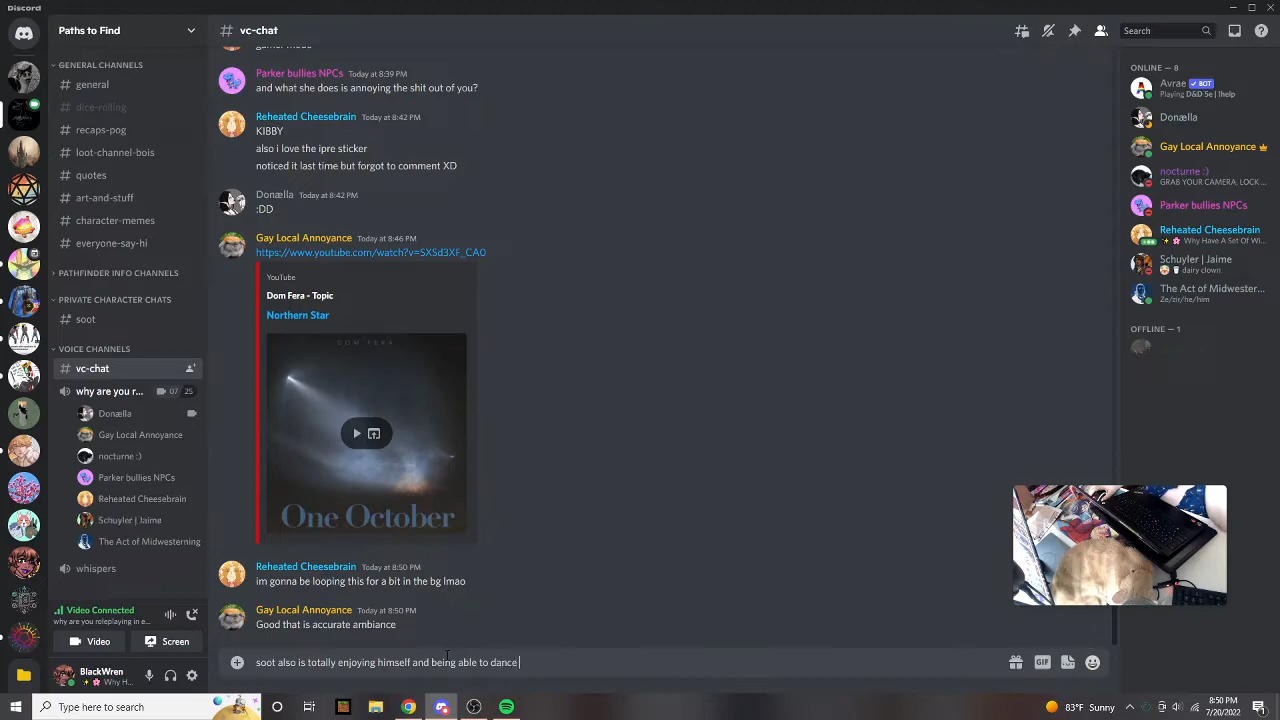 Discord
Paths to Find
vc-chat
Search
GENERAL CHANNELS
general
dice-rolling
recaps-pog
loot-channel-bois
quotes
art-and-stuff
character-memes
everyone-say-hi
PATHFINDER INFO CHANNELS
PRIVATE CHARACTER CHATS
soot
VOICE CHANNELS
vc-chat
why are you r...
07 25
Donælla
Gay Local Annoyance
nocturne :)
Parker bullies NPCs
Reheated Cheesebrain
Schuyler | Jaime
The Act of Midwesterning
whispers
Video Connected
why are you roleplaying in e...
Video
Screen
BlackWren
Why H...
Parker bullies NPCs Today at 8:39 PM
and what she does is annoying the shit out of you?
Reheated Cheesebrain Today at 8:42 PM
KIBBY
also i love the ipre sticker
noticed it last time but forgot to comment XD
Donælla Today at 8:42 PM
:DD
Gay Local Annoyance Today at 8:46 PM
https://www.youtube.com/watch?v=SXSd3XF_CA0
YouTube
Dom Fera - Topic
Northern Star
DOM FERA
One October
Reheated Cheesebrain Today at 8:50 PM
im gonna be looping this for a bit in the bg lmao
Gay Local Annoyance Today at 8:50 PM
Good that is accurate ambiance
soot also is totally enjoying himself and being able to dance
GIF
ONLINE — 8
Avrae BOT
Playing D&D 5e | !help
Donælla
Gay Local Annoyance
nocturne :)
GRAB YOUR CAMERA, LOCK ...
Parker bullies NPCs
Reheated Cheesebrain
Why Have A Set Of Wi...
Schuyler | Jaime
dairy clown
The Act of Midwester...
Ze/zir/he/him
OFFLINE — 1
Type here to search
83°F Sunny
8:50 PM
7/20/2022